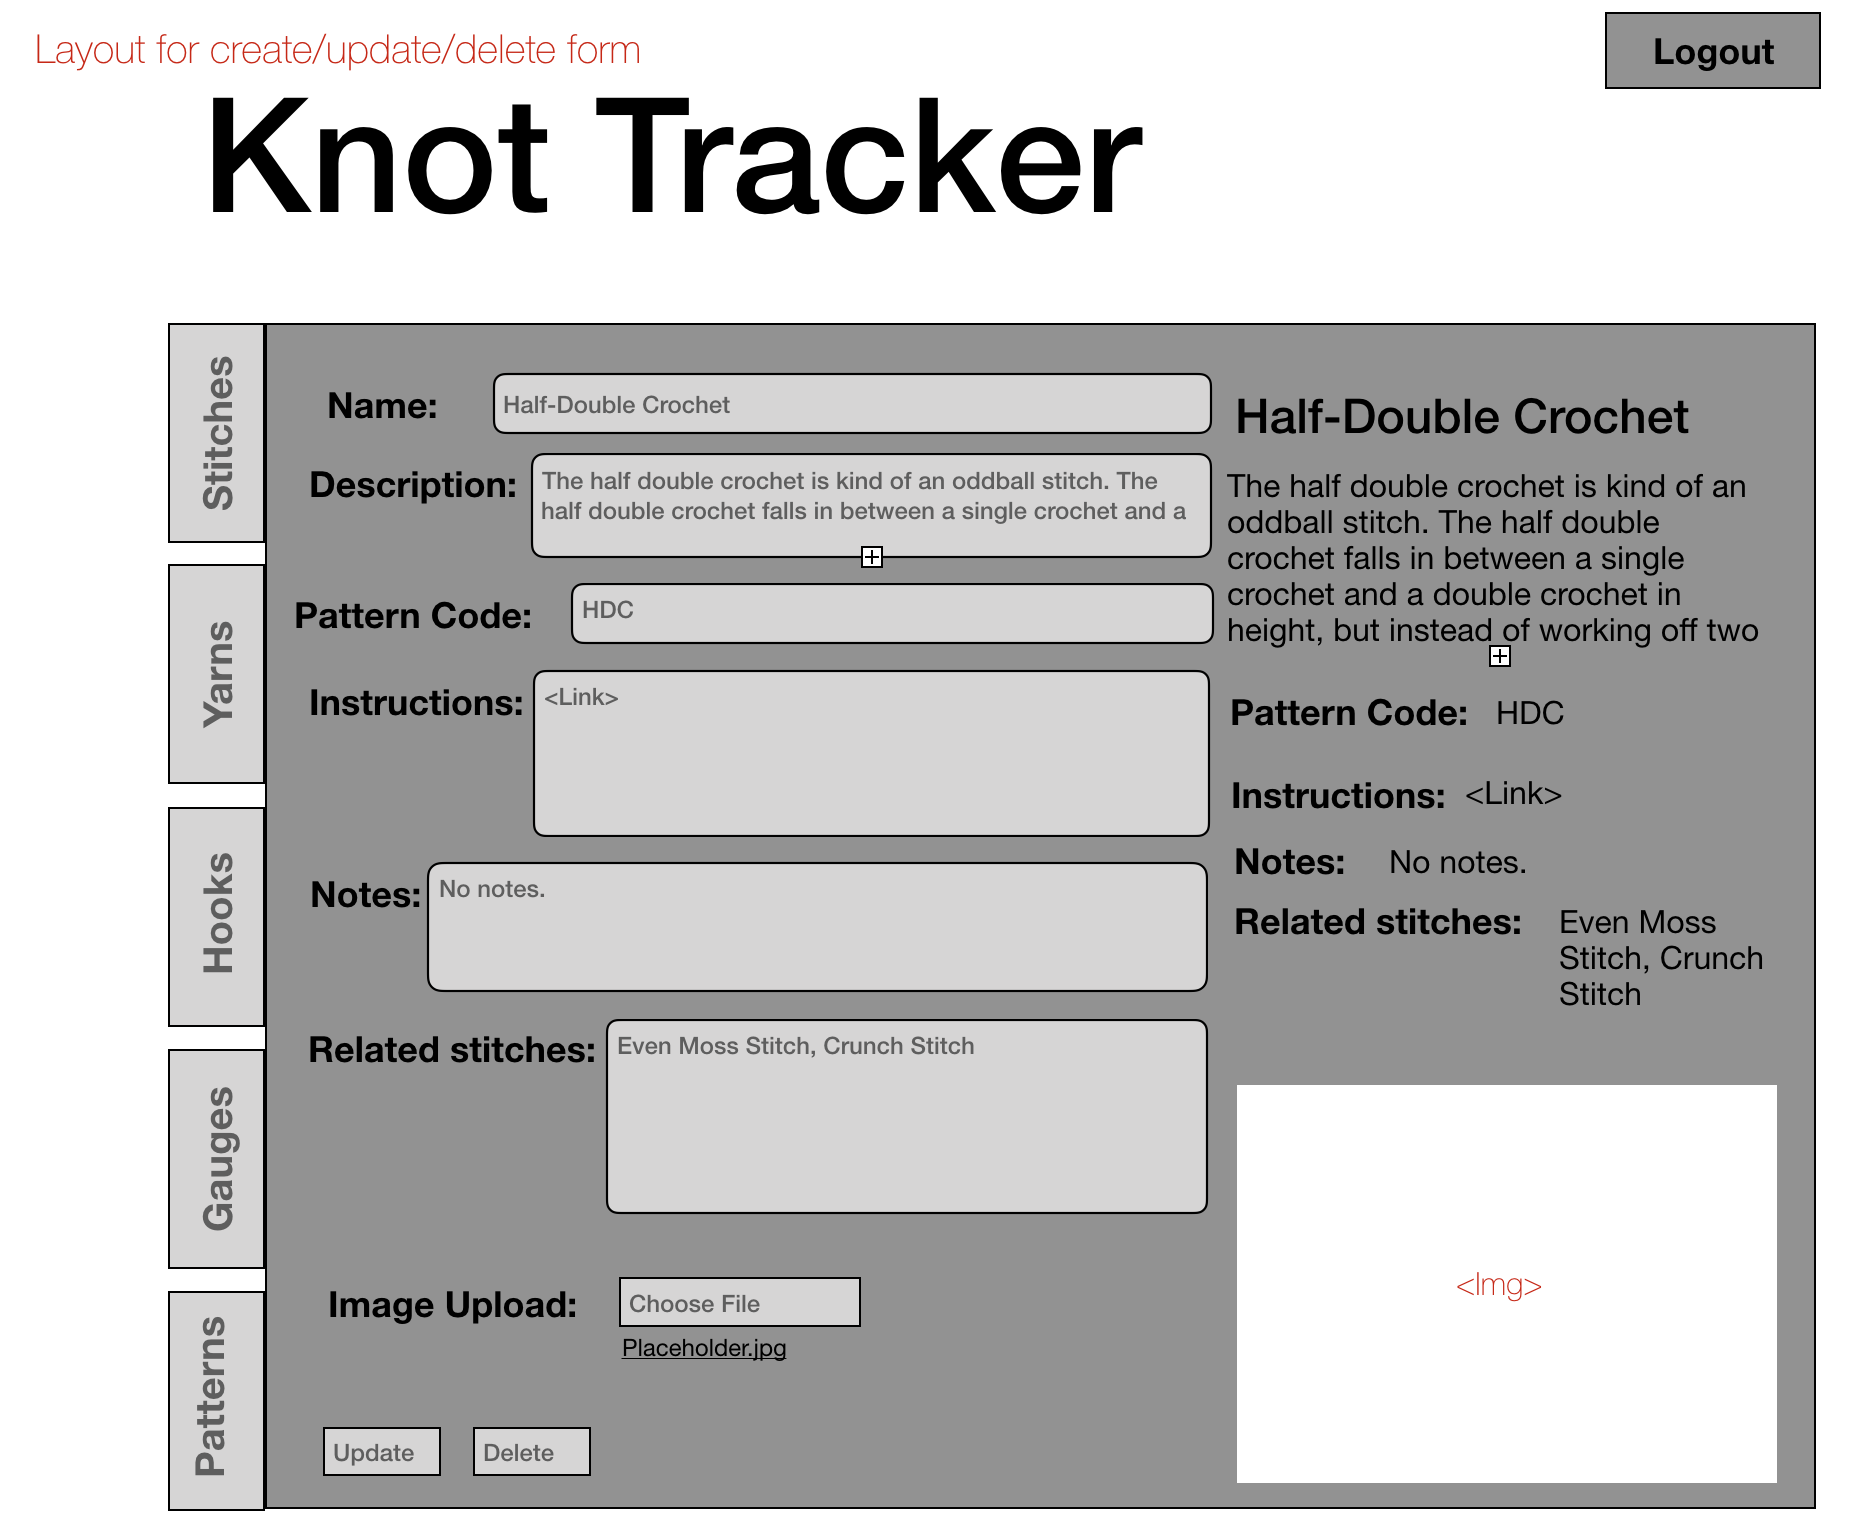 Layout for create/update/delete form
Logout
Knot Tracker
Stitches
Yarns
Hooks
Gauges
Patterns
Name:
Half-Double Crochet
Description:
The half double crochet is kind of an oddball stitch. The
half double crochet falls in between a single crochet and a
Pattern Code:
HDC
Instructions:
<Link>
Notes:
No notes.
Related stitches:
Even Moss Stitch, Crunch Stitch
Image Upload:
Choose File
Placeholder.jpg
Update
Delete
Half-Double Crochet
The half double crochet is kind of an
oddball stitch. The half double
crochet falls in between a single
crochet and a double crochet in
height, but instead of working off two
Pattern Code: HDC
Instructions: <Link>
Notes: No notes.
Related stitches: Even Moss
Stitch, Crunch
Stitch
<Img>